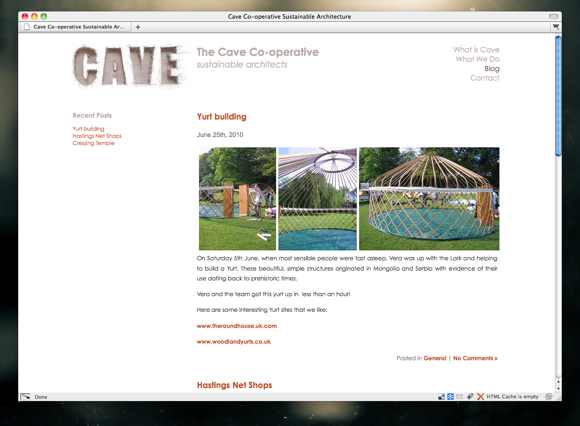 Cave Co-operative Sustainable Architecture
Cave Co-operative Sustainable Ar...
CAVE
The Cave Co-operative
sustainable architects
What is Cave
What We Do
Blog
Contact
Recent Posts
Yurt building
Hastings Net Shops
Cressing Temple
Yurt building
June 25th, 2010
On Saturday 5th June, when most sensible people were fast asleep, Vera was up with the Lark and helping
to build a Yurt. These beautiful, simple structures originated in Mongolia and Serbia with evidence of their
use dating back to prehistoric times.
Vera and the team got this yurt up in less than an hour!
Here are some interesting Yurt sites that we like:
www.theroundhouse.uk.com
www.woodlandyurts.co.uk
Posted in General | No Comments »
Hastings Net Shops
Done
HTML Cache is empty